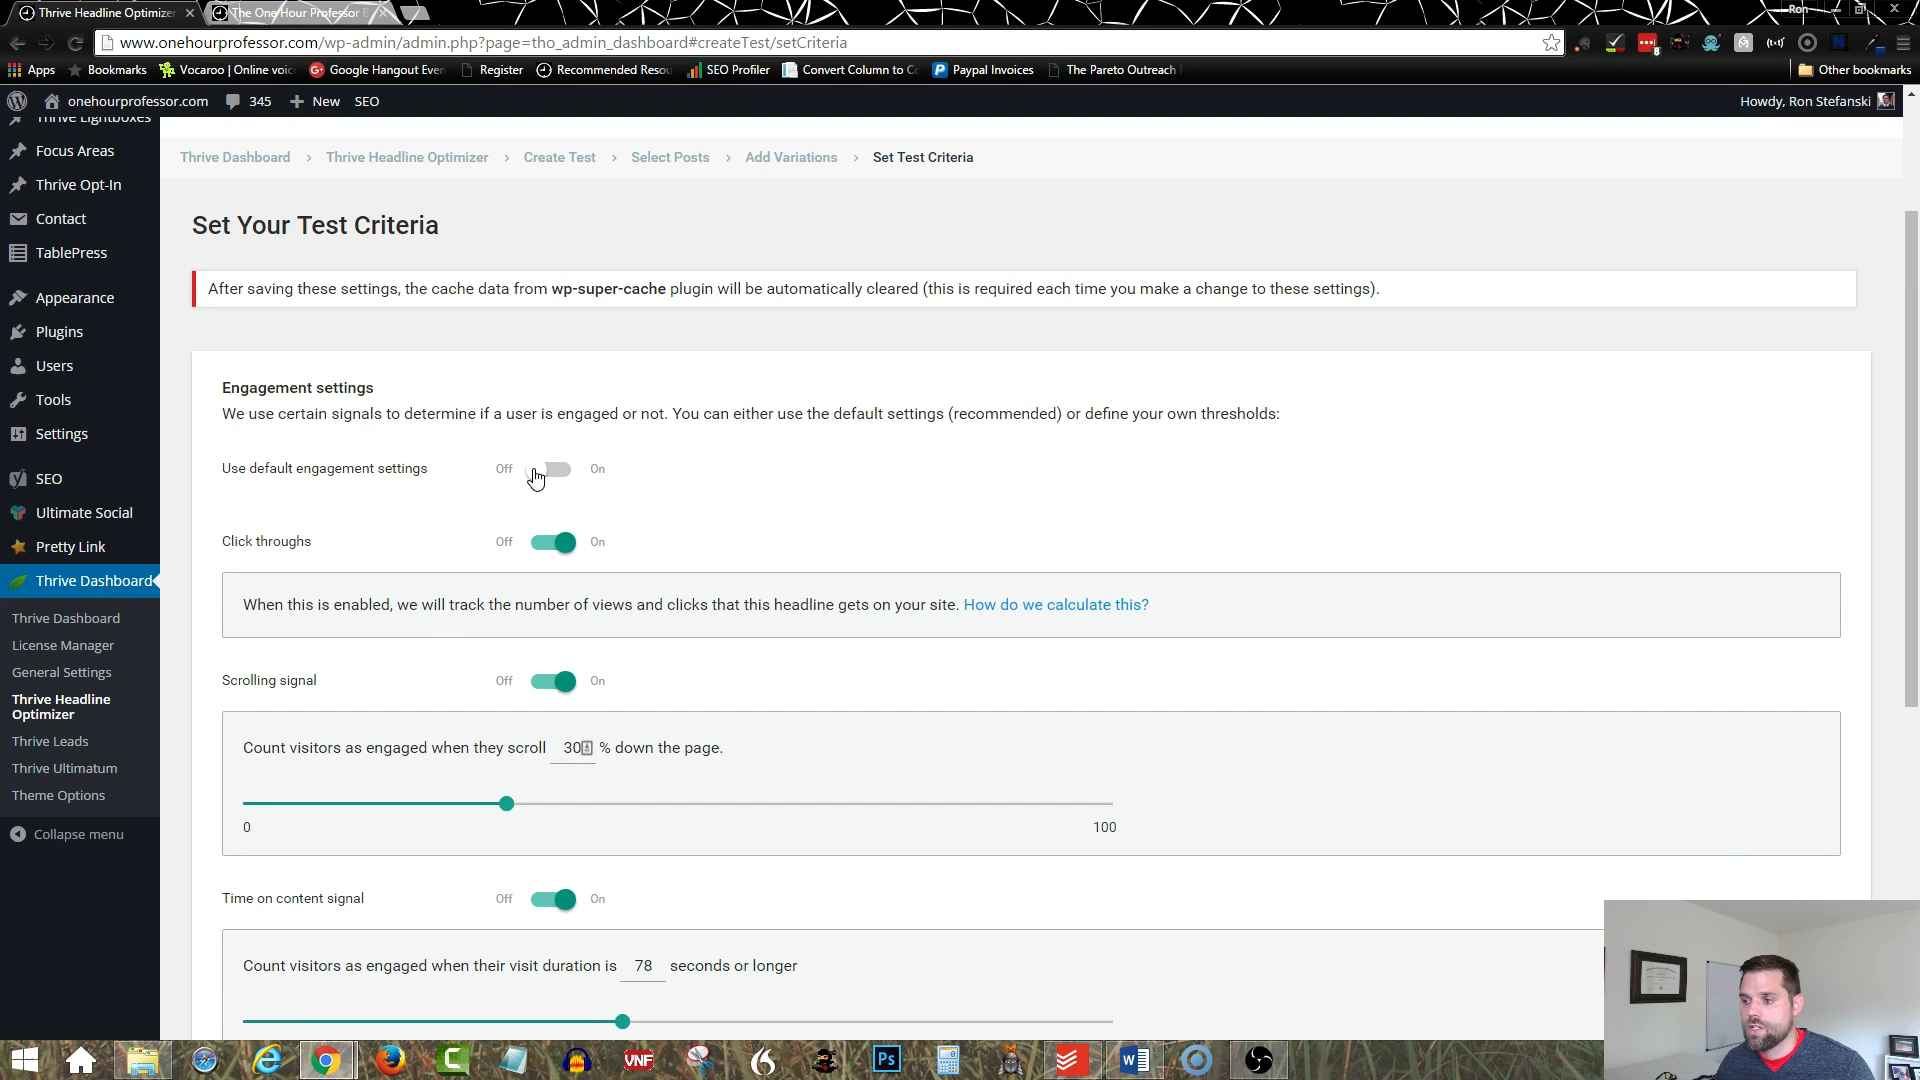 Thrive Headline Optimizer
The One Hour Professor
Ron
www.onehourprofessor.com/wp-admin/admin.php?page=tho_admin_dashboard#createTest/setCriteria
Apps Bookmarks Vocaroo | Online voic Google Hangout Even Register Recommended Resou SEO Profiler Convert Column to Co Paypal Invoices The Pareto Outreach Other bookmarks
onehourprofessor.com 345 New SEO Howdy, Ron Stefanski
Thrive Lightboxes
Focus Areas
Thrive Opt-In
Contact
TablePress
Appearance
Plugins
Users
Tools
Settings
SEO
Ultimate Social
Pretty Link
Thrive Dashboard
Thrive Dashboard
License Manager
General Settings
Thrive Headline
Optimizer
Thrive Leads
Thrive Ultimatum
Theme Options
Collapse menu
Thrive Dashboard > Thrive Headline Optimizer > Create Test > Select Posts > Add Variations > Set Test Criteria
Set Your Test Criteria
After saving these settings, the cache data from wp-super-cache plugin will be automatically cleared (this is required each time you make a change to these settings).
Engagement settings
We use certain signals to determine if a user is engaged or not. You can either use the default settings (recommended) or define your own thresholds:
Use default engagement settings Off On
Click throughs Off On
When this is enabled, we will track the number of views and clicks that this headline gets on your site. How do we calculate this?
Scrolling signal Off On
Count visitors as engaged when they scroll 30 % down the page.
0 100
Time on content signal Off On
Count visitors as engaged when their visit duration is 78 seconds or longer
VNF
Ps